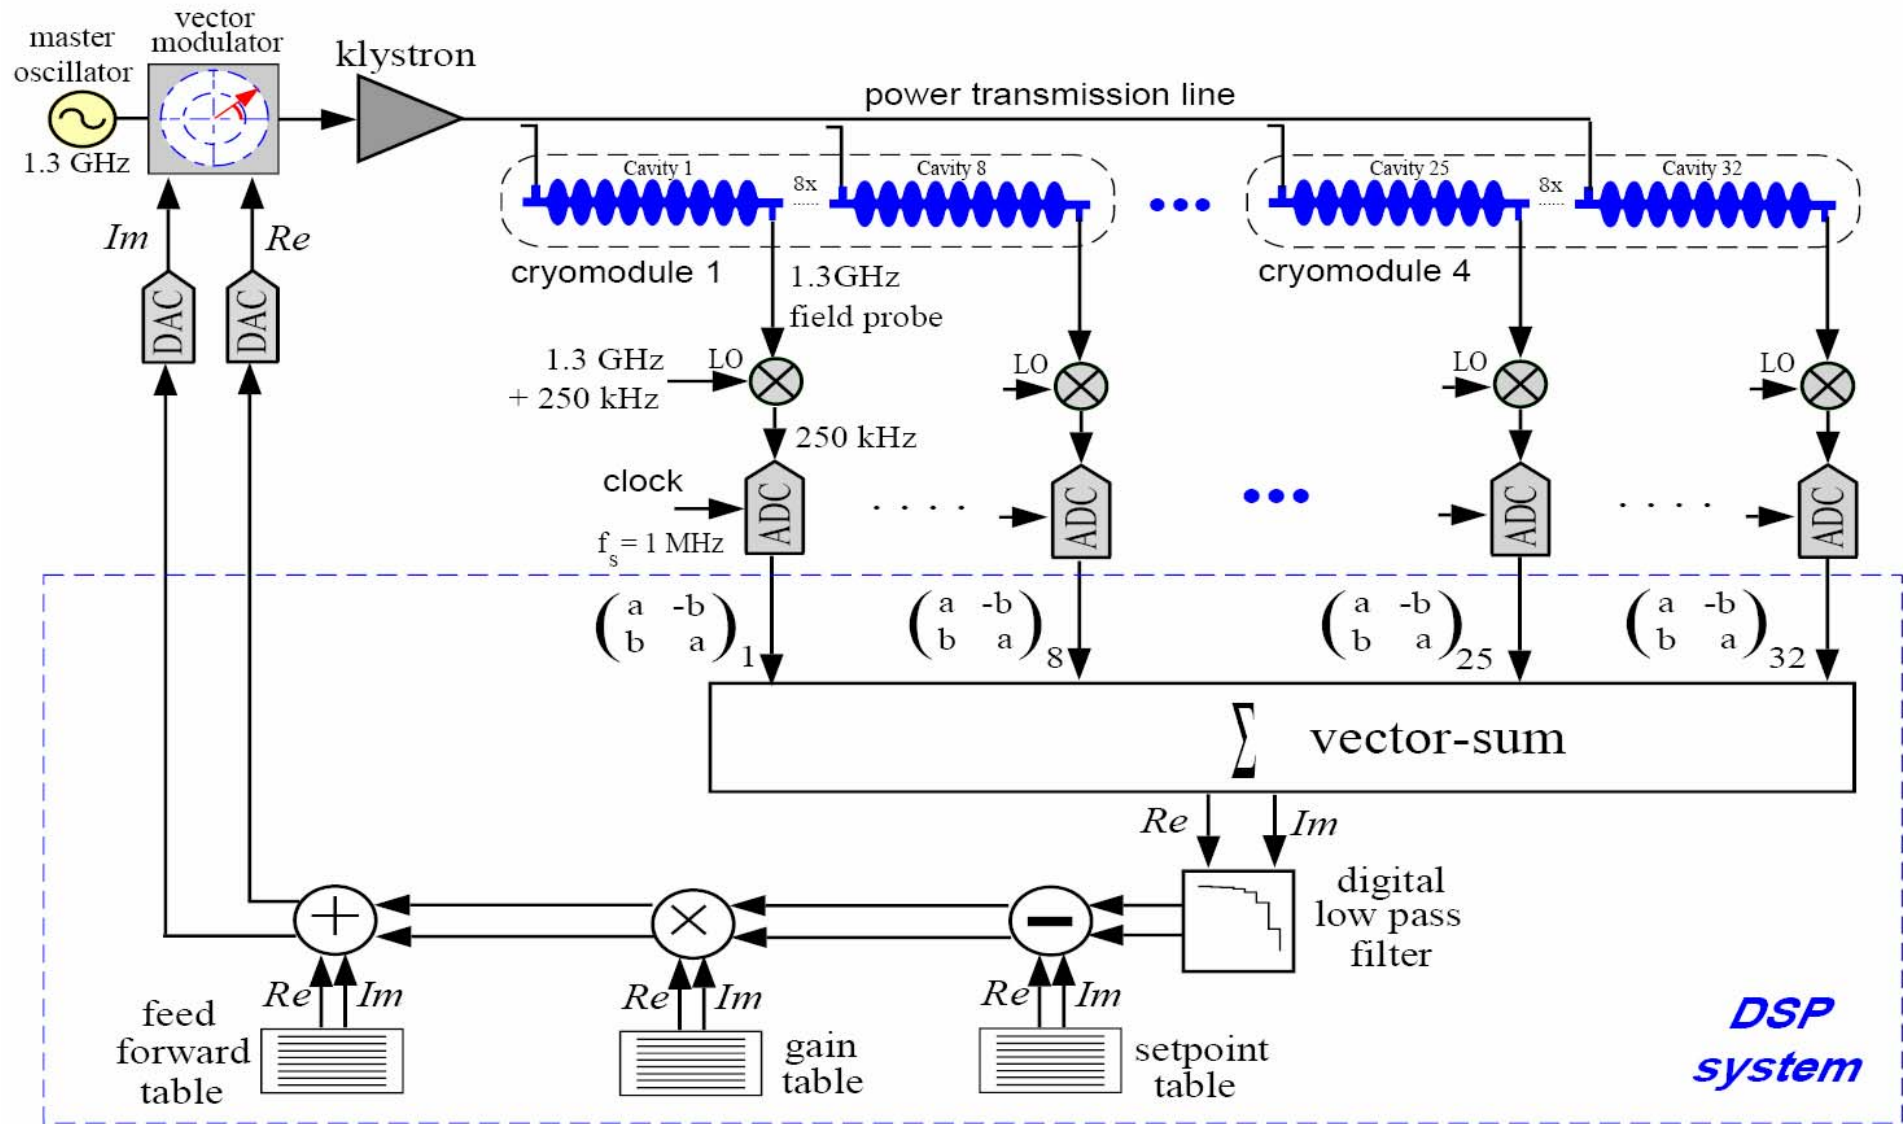 vector
modulator
master
oscillator
1.3 GHz
klystron
power transmission line
Cavity 1
8x
Cavity 8
Cavity 25
8x
Cavity 32
Im
Re
cryomodule 1
cryomodule 4
1.3GHz
field probe
DAC
DAC
1.3 GHz
+ 250 kHz
LO
LO
LO
LO
250 kHz
clock
f_s = 1 MHz
ADC
ADC
ADC
ADC
a -b
b a
1
a -b
b a
8
a -b
b a
25
a -b
b a
32
∑ vector-sum
Re
Im
digital
low pass
filter
+
×
−
Re
Im
Re
Im
Re
Im
feed
forward
table
gain
table
setpoint
table
DSP
system